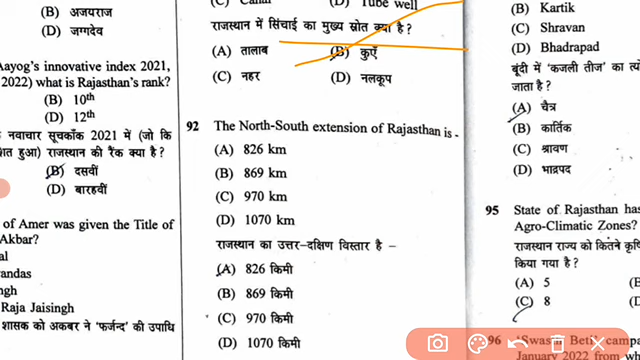 (B) अजयराज
(D) जग्गदेव
Aayog's innovative index 2021,
2022) what is Rajasthan's rank?
(B) 10th
(D) 12th
नवाचार सूचकाँक 2021 में (जो कि
हुआ) राजस्थान की रैंक क्या है ?
(B) दसवीं
(D) बारहवीं
of Amer was given the Title of
Akbar?
Raja Jaisingh
शासक को अकबर ने 'फर्जन्द' की उपाधि
(C) Canal (D) Tube well
राजस्थान में सिंचाई का मुख्य स्रोत क्या है ?
(A) तालाब (B) कुएँ
(C) नहर (D) नलकूप
92 The North-South extension of Rajasthan is -
(A) 826 km
(B) 869 km
(C) 970 km
(D) 1070 km
राजस्थान का उत्तर-दक्षिण विस्तार है –
(A) 826 किमी
(B) 869 किमी
(C) 970 किमी
(D) 1070 किमी
(B) Kartik
(C) Shravan
(D) Bhadrapad
बूंदी में 'कजली तीज' का
जाता है ?
(A) चैत्र
(B) कार्तिक
(C) श्रावण
(D) भाद्रपद
95 State of Rajasthan has
Agro-Climatic Zones?
राजस्थान राज्य को कितने
किया गया है ?
(A) 5
(C) 8 (D)
96 'Swasth Beti
January 2022 from